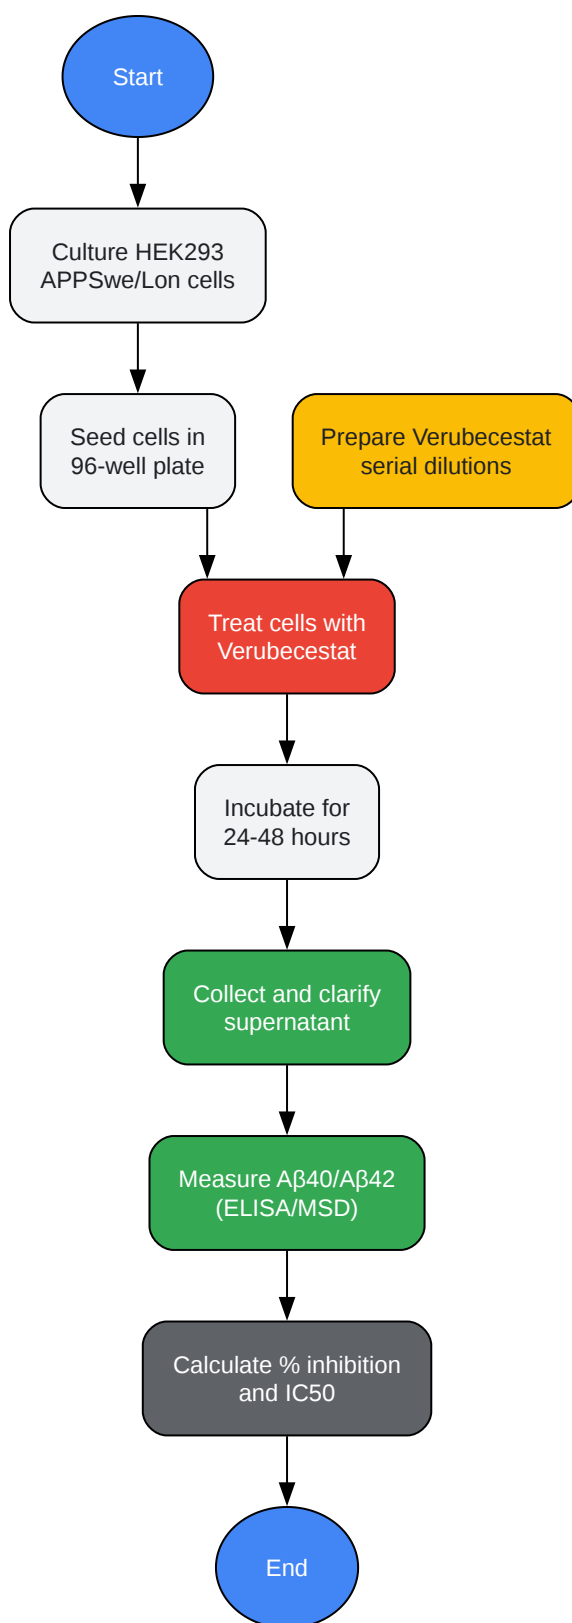 Start
Culture HEK293
APPSwe/Lon cells
Seed cells in
96-well plate
Prepare Verubecestat
serial dilutions
Treat cells with
Verubecestat
Incubate for
24-48 hours
Collect and clarify
supernatant
Measure Aβ40/Aβ42
(ELISA/MSD)
Calculate % inhibition
and IC50
End